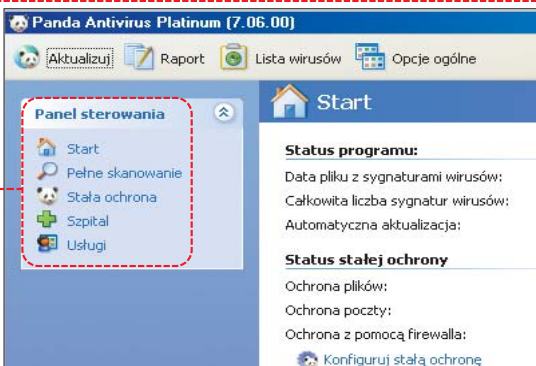 Panda Antivirus Platinum (7.06.00)
Aktualizuj Raport Lista wirusów Opcje ogólne
Panel sterowania
Start
Pełne skanowanie
Stała ochrona
Szpital
Usługi
Start
Status programu:
Data pliku z sygnaturami wirusów:
Całkowita liczba sygnatur wirusów:
Automatyczna aktualizacja:
Status stałej ochrony
Ochrona plików:
Ochrona poczty:
Ochrona z pomocą firewalla:
Konfiguruj stałą ochronę